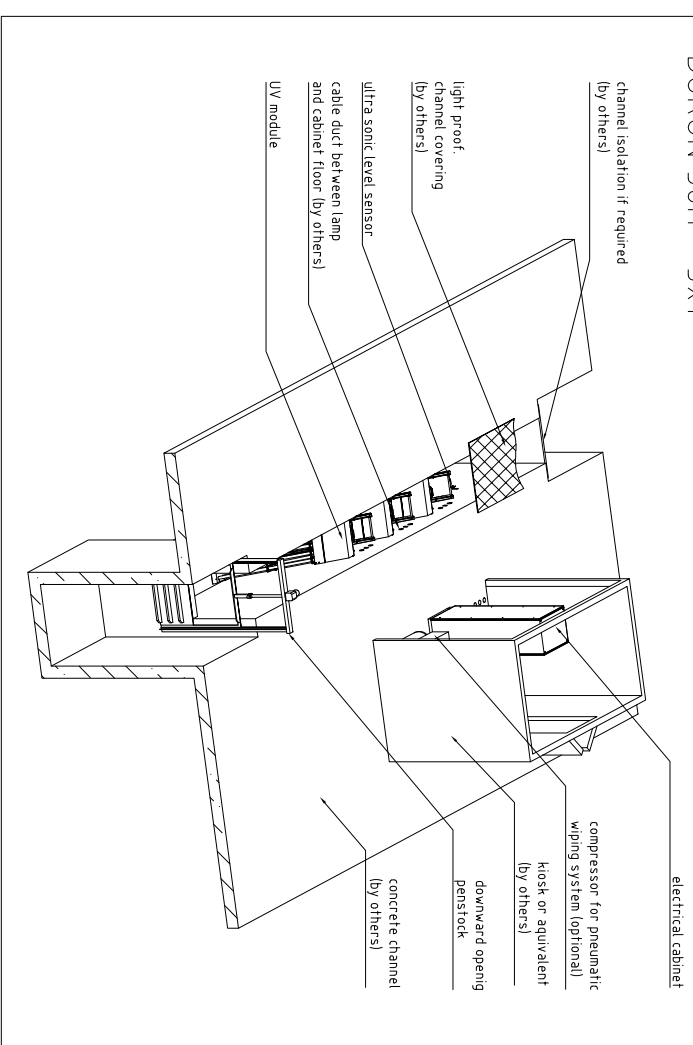 channel isolation if required
(by others)
light proof.
channel covering
(by others)
ultra sonic level sensor
cable duct between lamp
and cabinet floor (by others)
UV module
electrical cabinet
compressor for pneumatic
wiping system (optional)
kiosk or aquivalent
(by others)
downward openig
penstock
concrete channel
(by others)